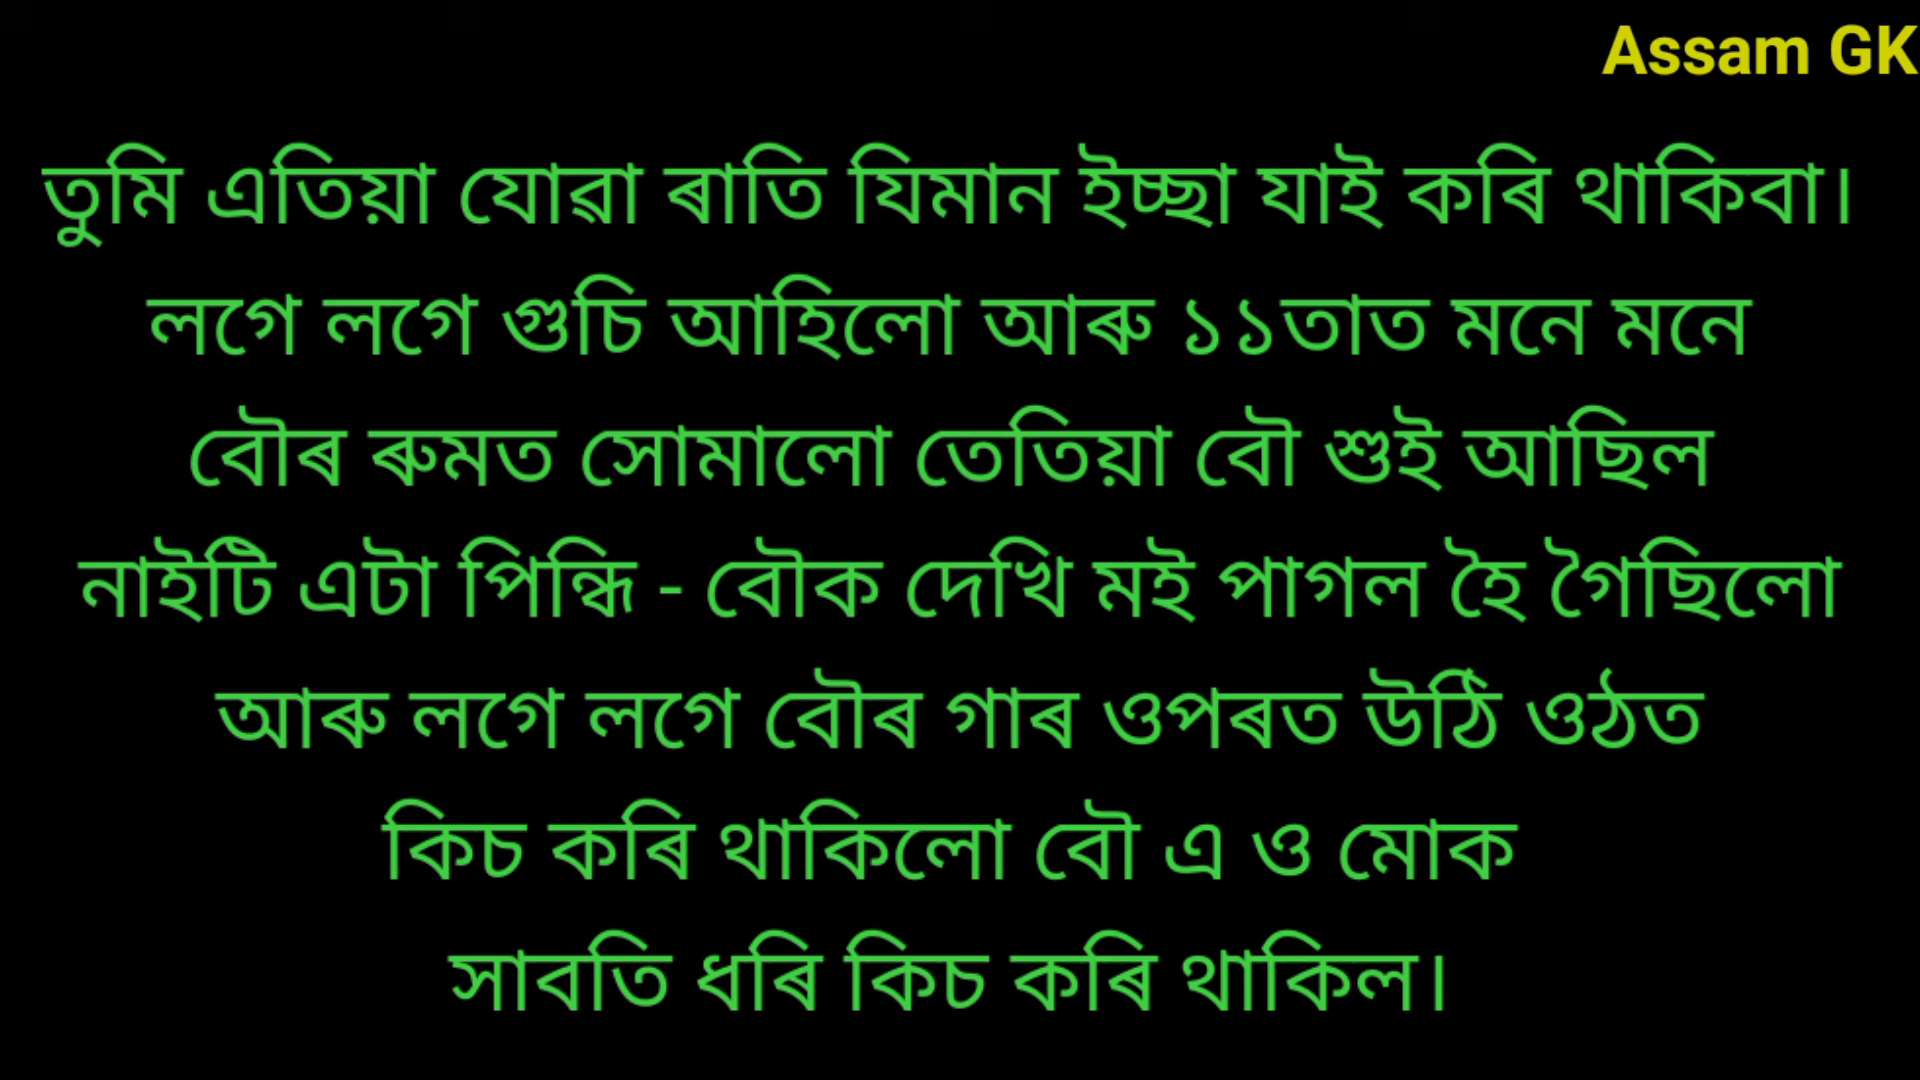 Assam GK
তুমি এতিয়া যোৱা ৰাতি যিমান ইচ্ছা যাই কৰি থাকিবা।
লগে লগে গুচি আহিলো আৰু ১১তাত মনে মনে
বৌৰ ৰুমত সোমালো তেতিয়া বৌ শুই আছিল
নাইটি এটা পিন্ধি - বৌক দেখি মই পাগল হৈ গৈছিলো
আৰু লগে লগে বৌৰ গাৰ ওপৰত উঠি ওঠত
কিচ কৰি থাকিলো বৌ এ ও মোক
সাবতি ধৰি কিচ কৰি থাকিল।